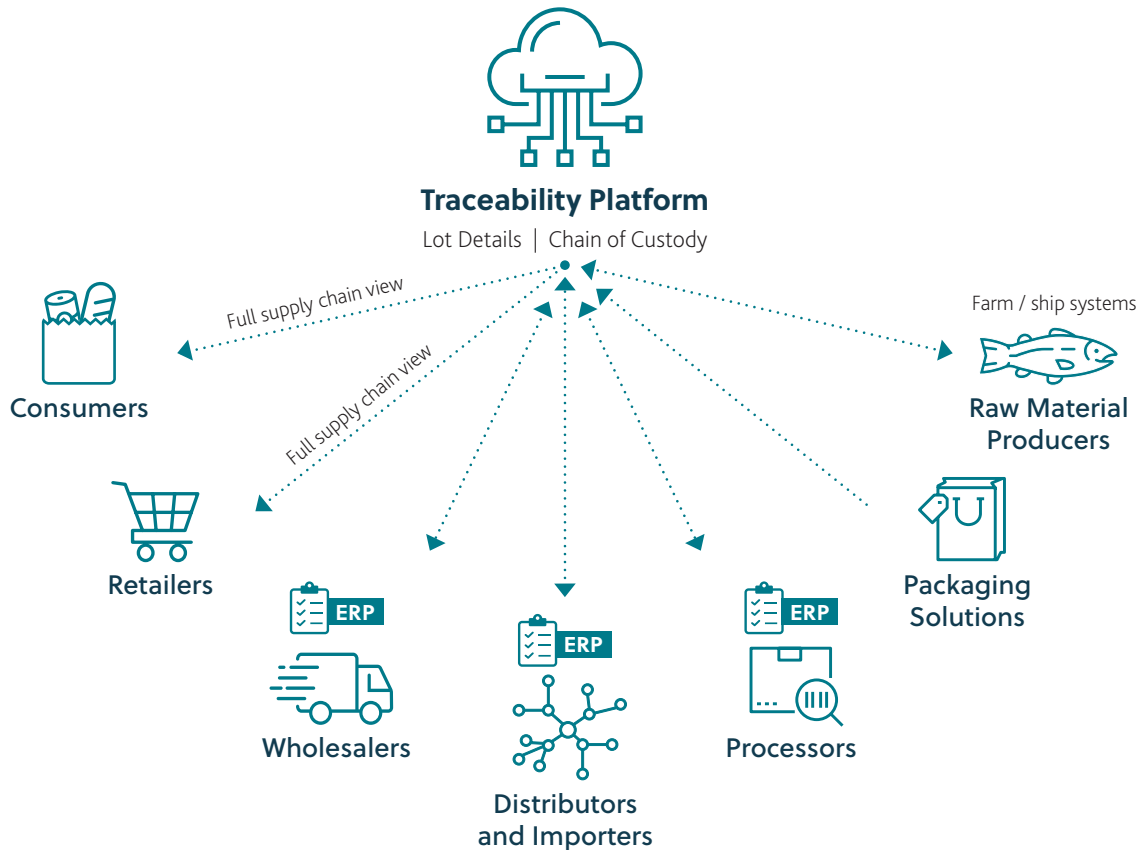 Traceability Platform
Lot Details | Chain of Custody
Full supply chain view
Full supply chain view
Farm / ship systems
Consumers
Raw Material
Producers
Retailers
Packaging
Solutions
ERP
Wholesalers
ERP
Distributors
and Importers
ERP
Processors